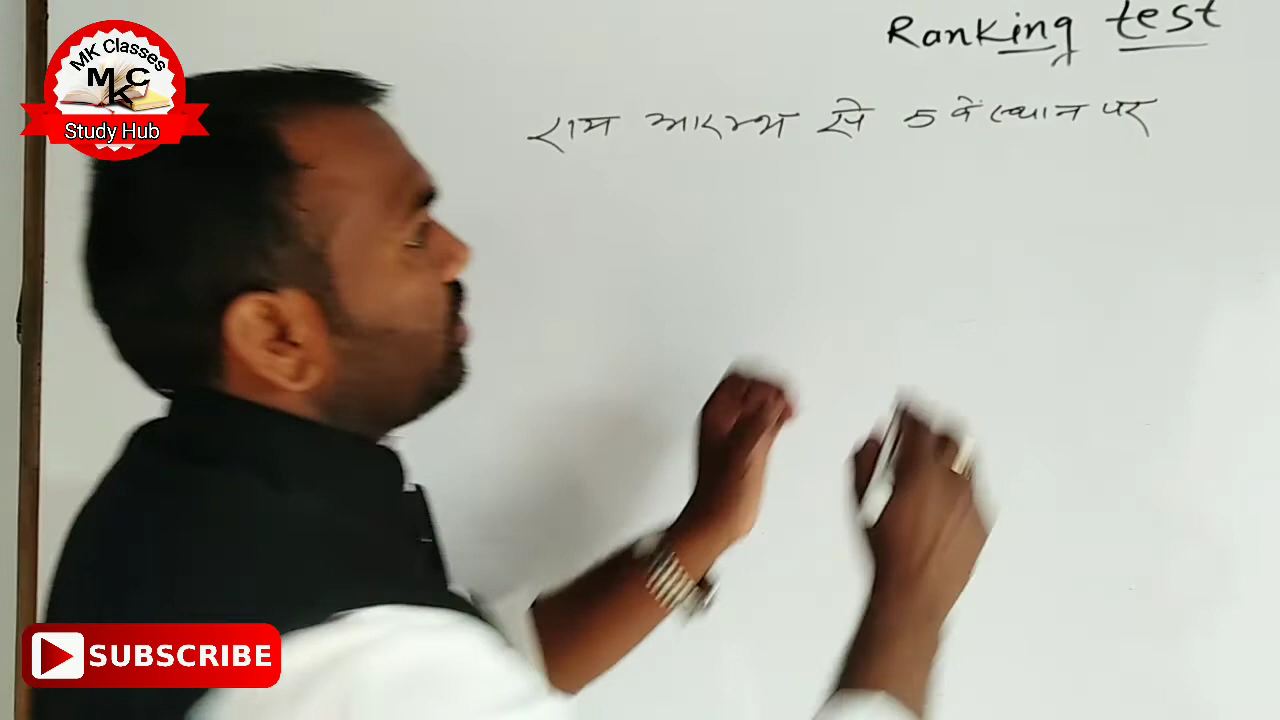 Ranking test
MK Classes
MKC
Study Hub
राम आरम्भ से 5 वें स्थान पर
SUBSCRIBE